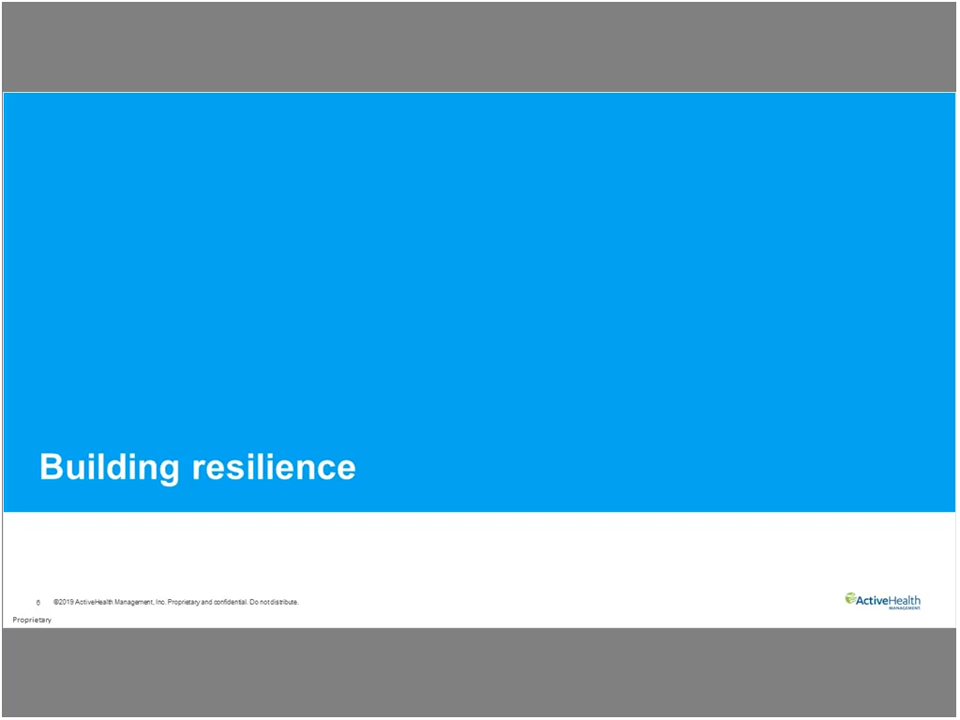 Building resilience
6 ©2019 ActiveHealth Management, Inc. Proprietary and confidential. Do not distribute.
ActiveHealth
MANAGEMENT.
Proprietary